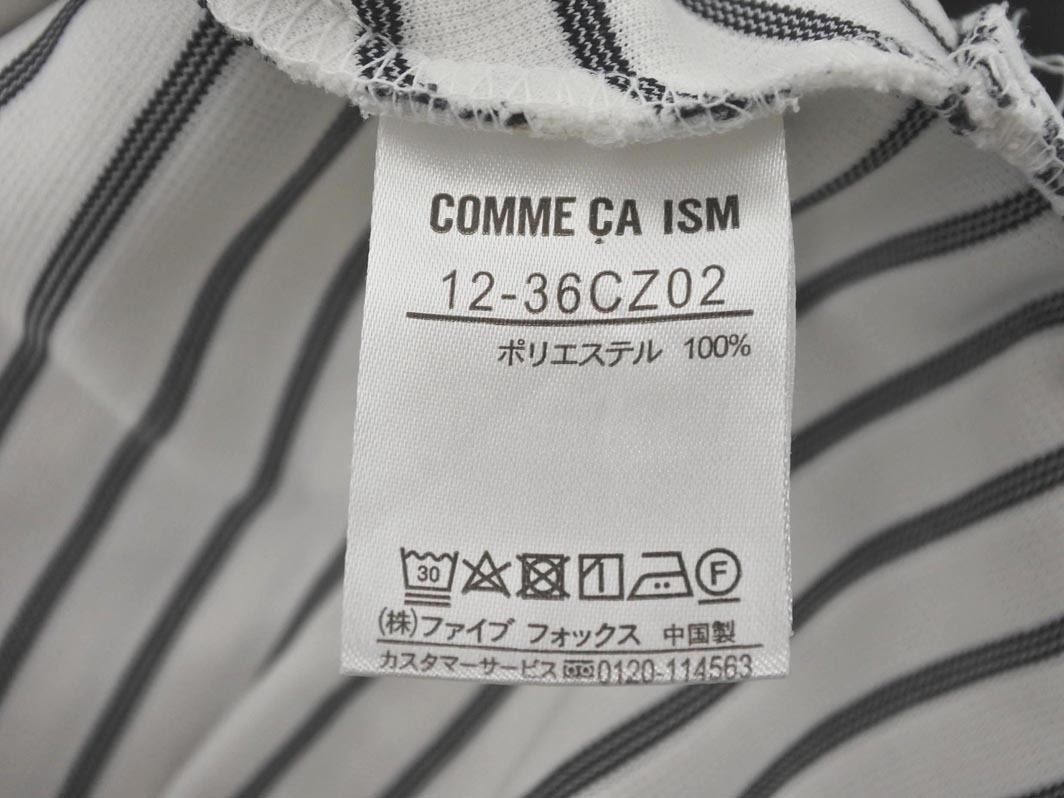 COMME ÇA ISM
12-36CZ02
ポリエステル 100%
30 F
(株)ファイブ フォックス 中国製
カスタマーサービス 0120-114563